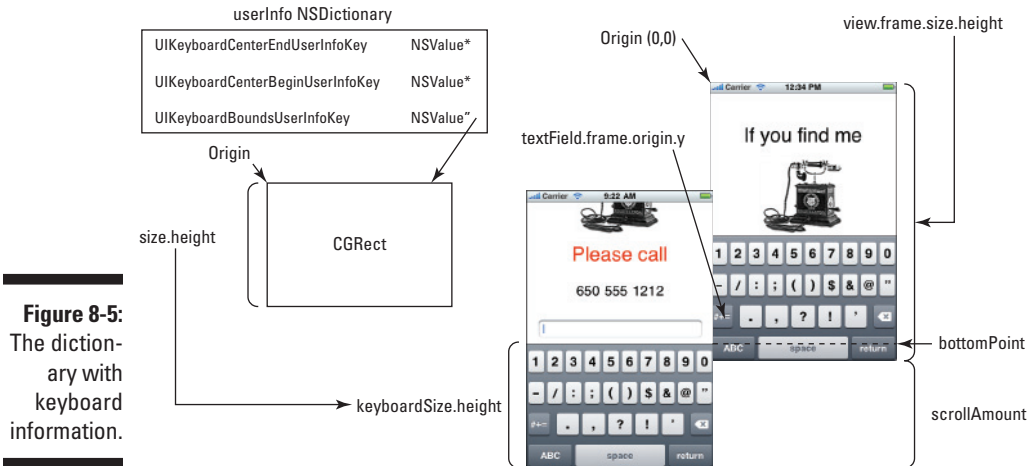 userInfo NSDictionary
UIKeyboardCenterEndUserInfoKey NSValue*
UIKeyboardCenterBeginUserInfoKey NSValue*
UIKeyboardBoundsUserInfoKey NSValue”
Origin
size.height
CGRect
keyboardSize.height
Figure 8-5:
The diction-
ary with
keyboard
information.
Origin (0,0)
view.frame.size.height
textField.frame.origin.y
Carrier 12:34 PM
If you find me
1 2 3 4 5 6 7 8 9 0
- / : ; ( ) $ & @ "
#+= . , ? ! '
ABC space return
Carrier 9:22 AM
Please call
650 555 1212
1 2 3 4 5 6 7 8 9 0
- / : ; ( ) $ & @ "
#+= . , ? ! '
ABC space return
bottomPoint
scrollAmount